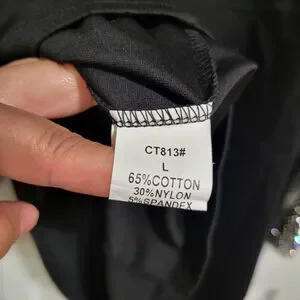 CT813#
L
65%COTTON
30%NYLON
5%SPANDEX